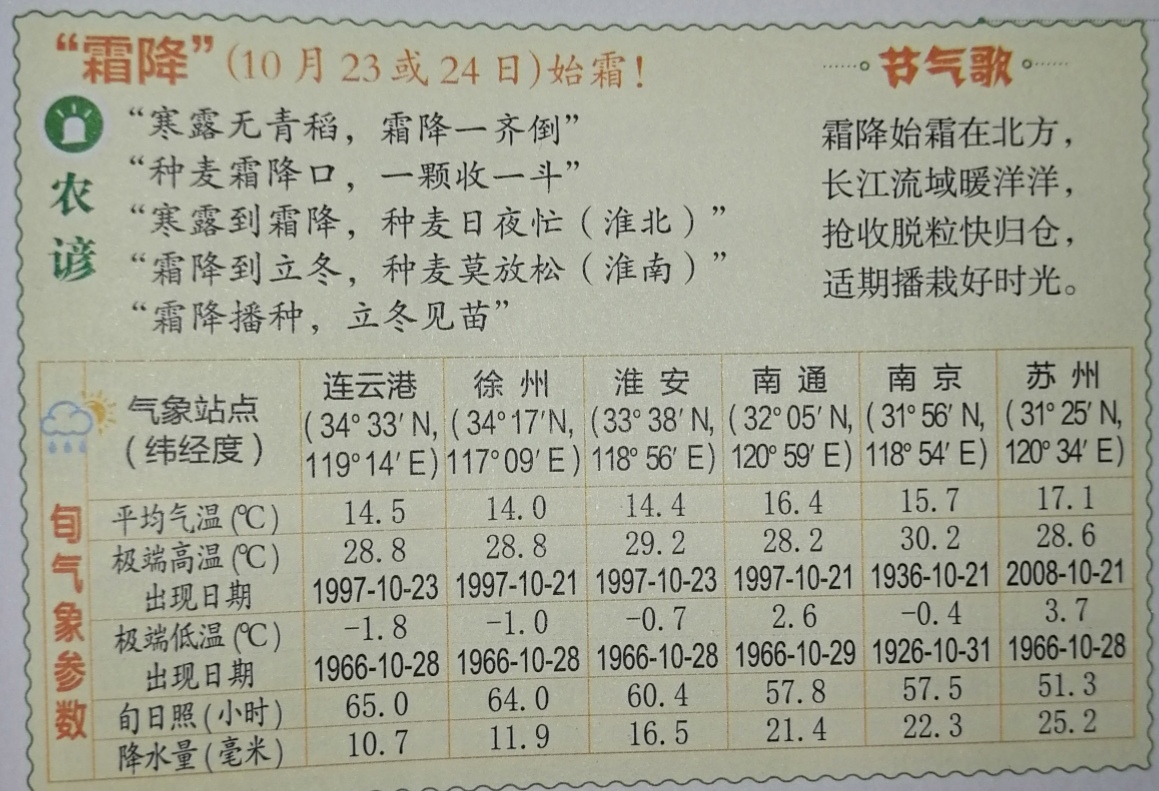 “霜降”(10月23或24日)始霜！
农谚
“寒露无青稻，霜降一齐倒”
“种麦霜降口，一颗收一斗”
“寒露到霜降，种麦日夜忙（淮北）”
“霜降到立冬，种麦莫放松（淮南）”
“霜降播种，立冬见苗”
节气歌
霜降始霜在北方，
长江流域暖洋洋，
抢收脱粒快归仓，
适期播栽好时光。
旬气象参数
气象站点（纬经度） 连云港(34°33′N, 119°14′E) 徐州(34°17′N, 117°09′E) 淮安(33°38′N, 118°56′E) 南通(32°05′N, 120°59′E) 南京(31°56′N, 118°54′E) 苏州(31°25′N, 120°34′E)
平均气温(℃) 14.5 14.0 14.4 16.4 15.7 17.1
极端高温(℃) 28.8 28.8 29.2 28.2 30.2 28.6
出现日期 1997-10-23 1997-10-21 1997-10-23 1997-10-21 1936-10-21 2008-10-21
极端低温(℃) -1.8 -1.0 -0.7 2.6 -0.4 3.7
出现日期 1966-10-28 1966-10-28 1966-10-28 1966-10-29 1926-10-31 1966-10-28
旬日照(小时) 65.0 64.0 60.4 57.8 57.5 51.3
降水量(毫米) 10.7 11.9 16.5 21.4 22.3 25.2